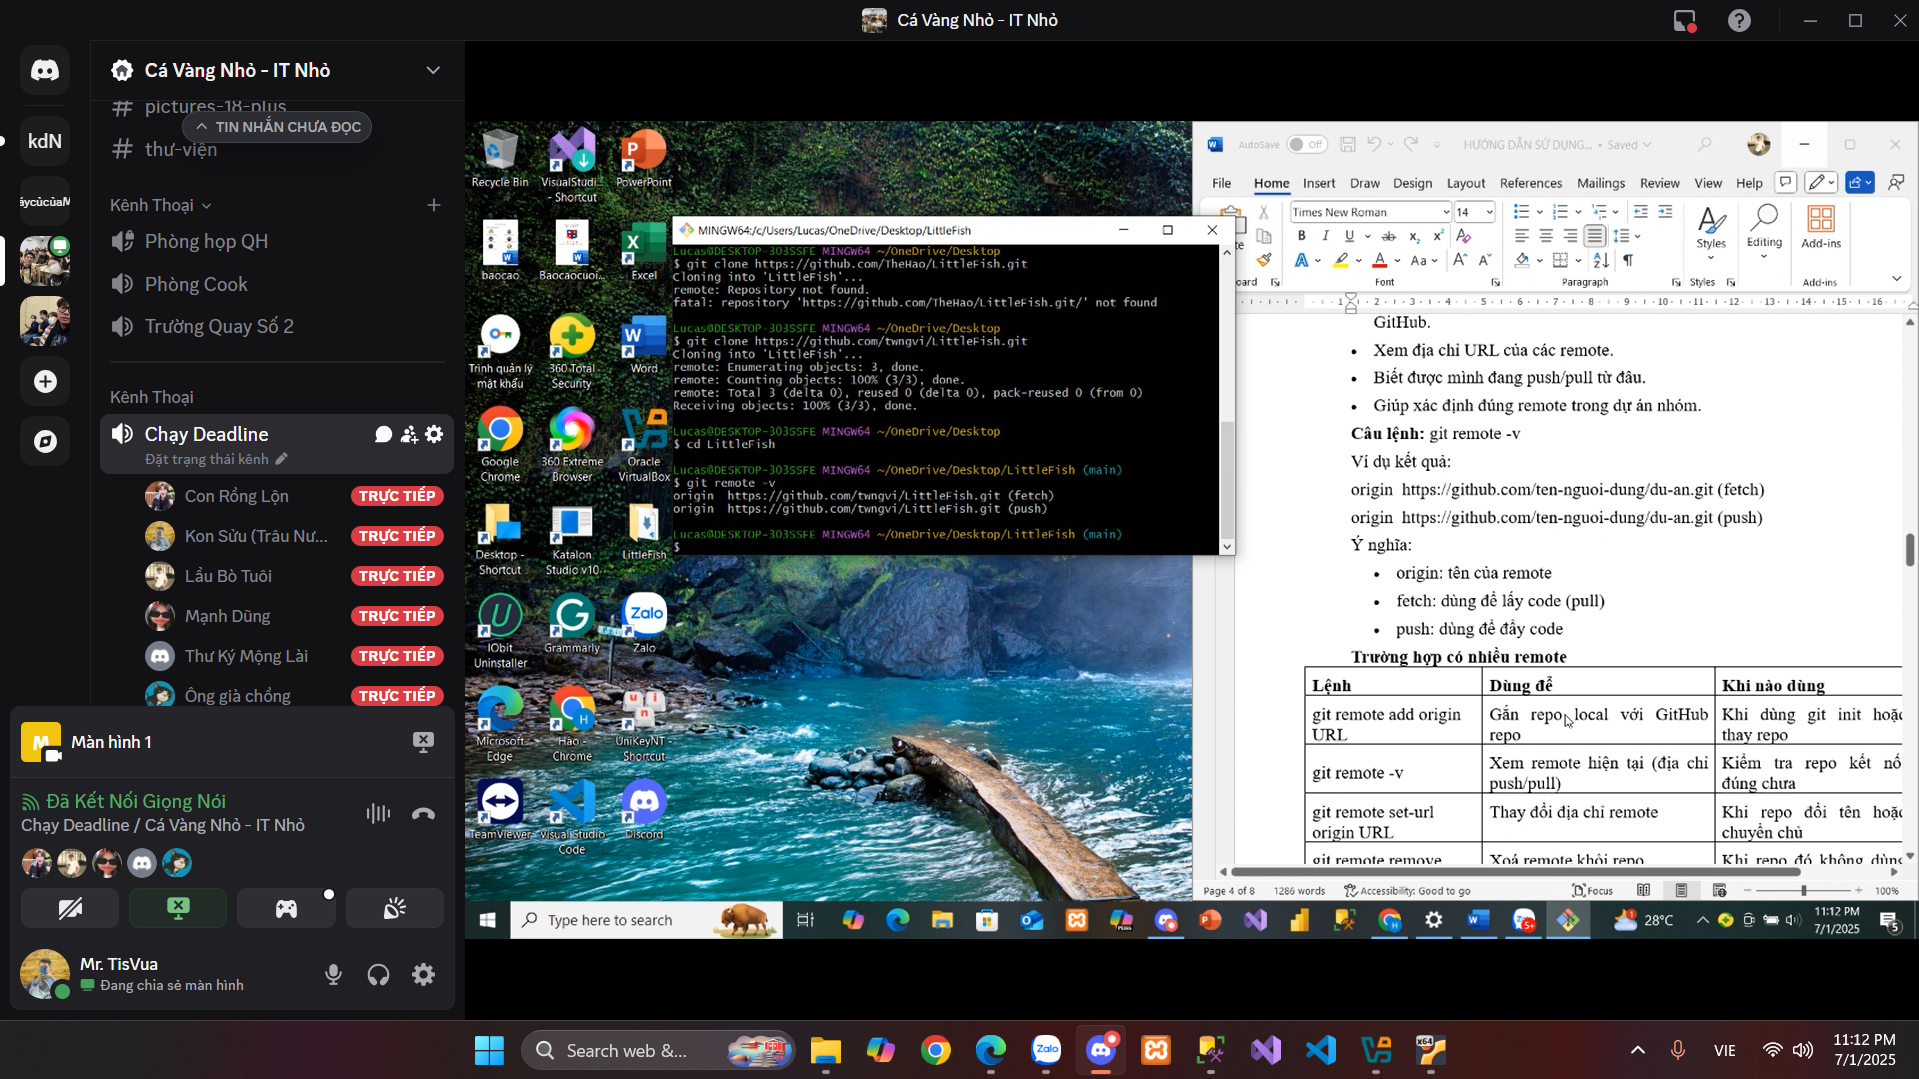 Cá Vàng Nhỏ - IT Nhỏ
Cá Vàng Nhỏ - IT Nhỏ
pictures-18-plus
TIN NHẮN CHƯA ĐỌC
thư-viện
kdN
Kênh Thoại
Phòng họp QH
Phòng Cook
Trường Quay Số 2
Kênh Thoại
Chạy Deadline
Đặt trạng thái kênh
Con Rồng Lộn TRỰC TIẾP
Kon Sửu (Trâu Nư... TRỰC TIẾP
Lẩu Bò Tuôi TRỰC TIẾP
Mạnh Dũng TRỰC TIẾP
Thư Ký Mộng Lài TRỰC TIẾP
Ông già chồng TRỰC TIẾP
Màn hình 1
Đã Kết Nối Giọng Nói
Chạy Deadline / Cá Vàng Nhỏ - IT Nhỏ
Mr. TisVua
Đang chia sẻ màn hình
Recycle Bin
VisualStudi... - Shortcut
PowerPoint
baocao
Baocaocuoi...
Excel
Trình quản lý mật khẩu
360 Total Security
Word
Google Chrome
360 Extreme Browser
Oracle VirtualBox
Desktop - Shortcut
Katalon Studio v10...
LittleFish
IObit Uninstaller
Grammarly
Zalo
Microsoft Edge
Hào - Chrome
UniKeyNT - Shortcut
TeamViewer
Visual Studio Code
Discord
MINGW64:/c/Users/Lucas/OneDrive/Desktop/LittleFish
Lucas@DESKTOP-303SSFE MINGW64 ~/OneDrive/Desktop
$ git clone https://github.com/TheHao/LittleFish.git
Cloning into 'LittleFish'...
remote: Repository not found.
fatal: repository 'https://github.com/TheHao/LittleFish.git/' not found
Lucas@DESKTOP-303SSFE MINGW64 ~/OneDrive/Desktop
$ git clone https://github.com/twngvi/LittleFish.git
Cloning into 'LittleFish'...
remote: Enumerating objects: 3, done.
remote: Counting objects: 100% (3/3), done.
remote: Total 3 (delta 0), reused 0 (delta 0), pack-reused 0 (from 0)
Receiving objects: 100% (3/3), done.
Lucas@DESKTOP-303SSFE MINGW64 ~/OneDrive/Desktop
$ cd LittleFish
Lucas@DESKTOP-303SSFE MINGW64 ~/OneDrive/Desktop/LittleFish (main)
$ git remote -v
origin https://github.com/twngvi/LittleFish.git (fetch)
origin https://github.com/twngvi/LittleFish.git (push)
Lucas@DESKTOP-303SSFE MINGW64 ~/OneDrive/Desktop/LittleFish (main)
$
AutoSave Off HƯỚNG DẪN SỬ DỤNG... • Saved
File Home Insert Draw Design Layout References Mailings Review View Help
Times New Roman 14
Styles Editing Add-ins
Font Paragraph Styles Add-ins
GitHub.
• Xem địa chỉ URL của các remote.
• Biết được mình đang push/pull từ đâu.
• Giúp xác định đúng remote trong dự án nhóm.
Câu lệnh: git remote -v
Ví dụ kết quả:
origin https://github.com/ten-nguoi-dung/du-an.git (fetch)
origin https://github.com/ten-nguoi-dung/du-an.git (push)
Ý nghĩa:
• origin: tên của remote
• fetch: dùng để lấy code (pull)
• push: dùng để đẩy code
Trường hợp có nhiều remote
Lệnh Dùng để Khi nào dùng
git remote add origin URL
Gắn repo local với GitHub repo
Khi dùng git init hoặc thay repo
git remote -v
Xem remote hiện tại (địa chỉ push/pull)
Kiểm tra repo kết nố đúng chưa
git remote set-url origin URL
Thay đổi địa chỉ remote
Khi repo đổi tên hoặc chuyển chủ
git remote remove Xoá remote khỏi repo Khi repo đó không dùng
Page 4 of 8 1286 words Accessibility: Good to go Focus 100%
Type here to search
28°C
11:12 PM
7/1/2025
Search web &...
VIE
11:12 PM
7/1/2025